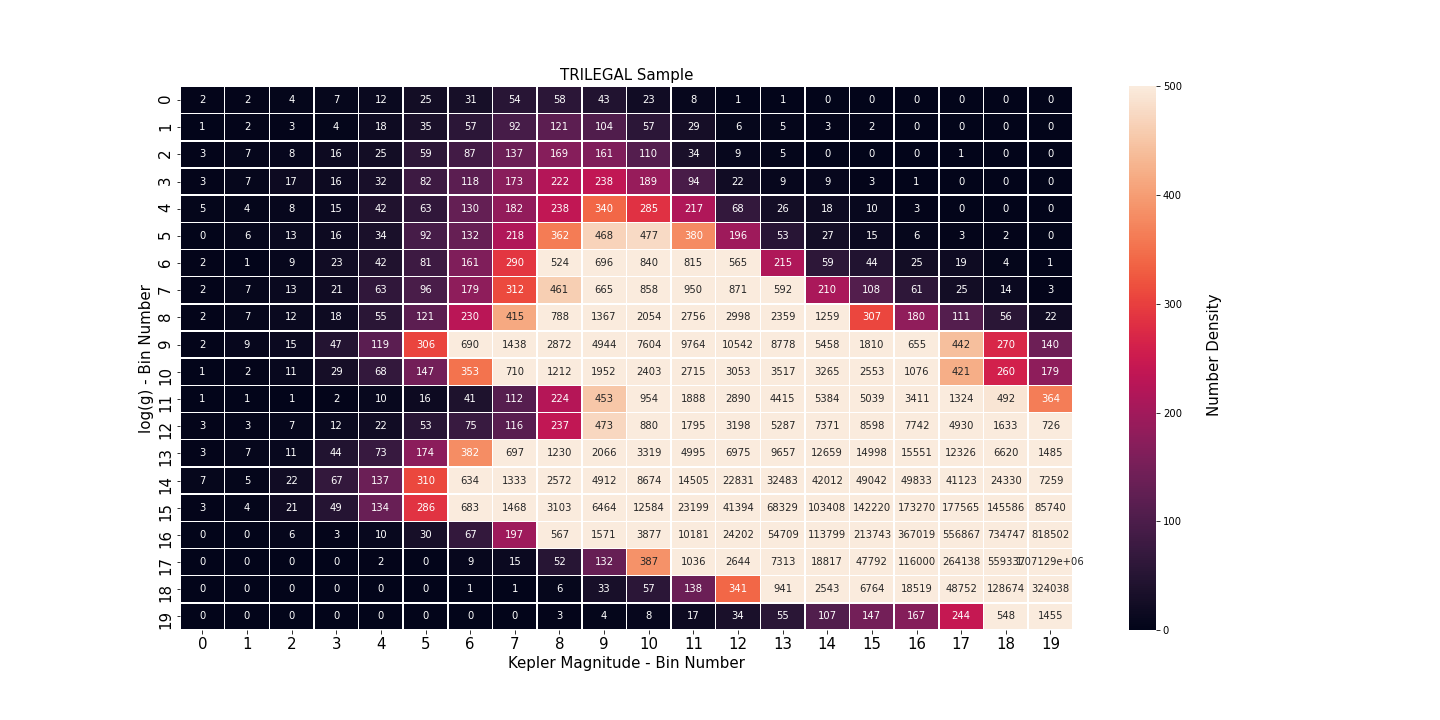 TRILEGAL Sample
0 2 2 4 7 12 25 31 54 58 43 23 8 1 1 0 0 0 0 0 0
1 1 2 3 4 18 35 57 92 121 104 57 29 6 5 3 2 0 0 0 0
2 3 7 8 16 25 59 87 137 169 161 110 34 9 5 0 0 0 1 0 0
3 3 7 17 16 32 82 118 173 222 238 189 94 22 9 9 3 1 0 0 0
4 5 4 8 15 42 63 130 182 238 340 285 217 68 26 18 10 3 0 0 0
5 0 6 13 16 34 92 132 218 362 468 477 380 196 53 27 15 6 3 2 0
6 2 1 9 23 42 81 161 290 524 696 840 815 565 215 59 44 25 19 4 1
7 2 7 13 21 63 96 179 312 461 665 858 950 871 592 210 108 61 25 14 3
8 2 7 12 18 55 121 230 415 788 1367 2054 2756 2998 2359 1259 307 180 111 56 22
9 2 9 15 47 119 306 690 1438 2872 4944 7604 9764 10542 8778 5458 1810 655 442 270 140
10 1 2 11 29 68 147 353 710 1212 1952 2403 2715 3053 3517 3265 2553 1076 421 260 179
11 1 1 1 2 10 16 41 112 224 453 954 1888 2890 4415 5384 5039 3411 1324 492 364
12 3 3 7 12 22 53 75 116 237 473 880 1795 3198 5287 7371 8598 7742 4930 1633 726
13 3 7 11 44 73 174 382 697 1230 2066 3319 4995 6975 9657 12659 14998 15551 12326 6620 1485
14 7 5 22 67 137 310 634 1333 2572 4912 8674 14505 22831 32483 42012 49042 49833 41123 24330 7259
15 3 4 21 49 134 286 683 1468 3103 6464 12584 23199 41394 68329 103408 142220 173270 177565 145586 85740
16 0 0 6 3 10 30 67 197 567 1571 3877 10181 24202 54709 113799 213743 367019 556867 734747 818502
17 0 0 0 0 2 0 9 15 52 132 387 1036 2644 7313 18817 47792 116000 264138
18 0 0 0 0 0 0 1 1 6 33 57 138 341 941 2543 6764 18519 48752 128674 324038
19 0 0 0 0 0 0 0 0 3 4 8 17 34 55 107 147 167 244 548 1455
0 1 2 3 4 5 6 7 8 9 10 11 12 13 14 15 16 17 18 19
Kepler Magnitude - Bin Number
log(g) - Bin Number
500
400
300
200
100
0
Number Density